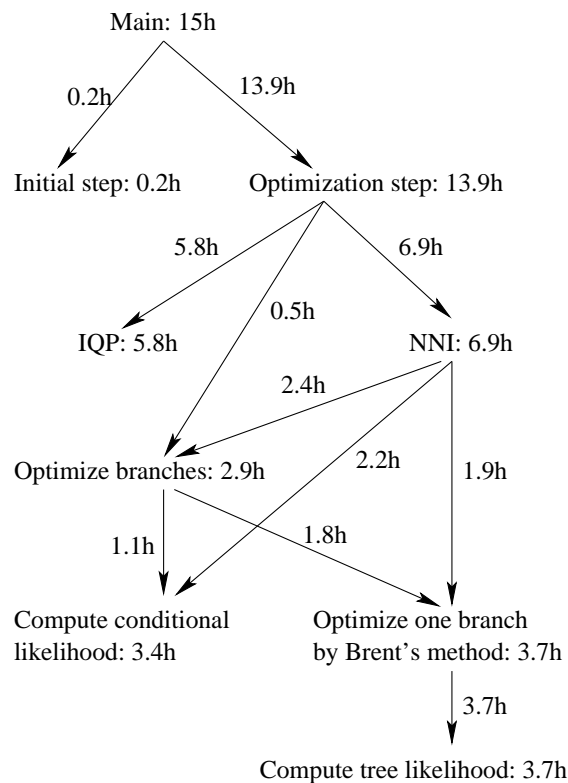 Main: 15h
0.2h
13.9h
Initial step: 0.2h
Optimization step: 13.9h
5.8h
6.9h
0.5h
IQP: 5.8h
NNI: 6.9h
2.4h
2.2h
1.9h
Optimize branches: 2.9h
1.1h
1.8h
Compute conditional
likelihood: 3.4h
Optimize one branch
by Brent's method: 3.7h
3.7h
Compute tree likelihood: 3.7h